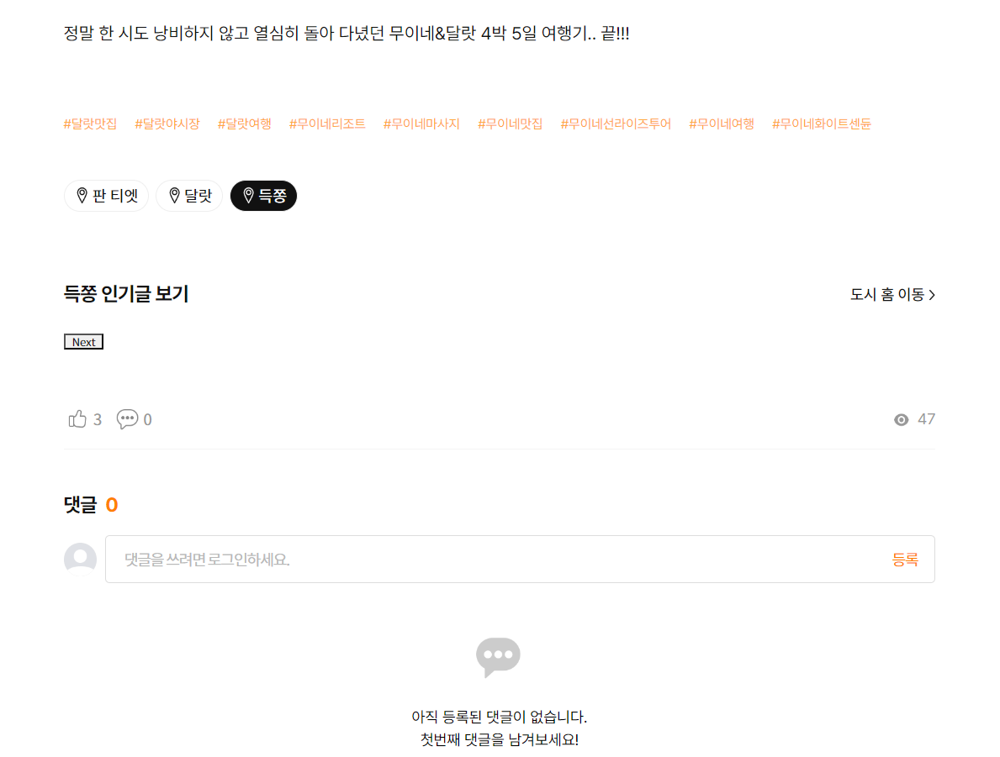 정말 한 시도 낭비하지 않고 열심히 돌아 다녔던 무이네&달랏 4박 5일 여행기.. 끝!!!
#달랏맛집 #달랏야시장 #달랏여행 #무이네리조트 #무이네마사지 #무이네맛집 #무이네선라이즈투어 #무이네여행 #무이네화이트센듄
판 티엣 달랏 득쫑
득쫑 인기글 보기 도시 홈 이동
Next
3 0 47
댓글 0
댓글을 쓰려면 로그인하세요. 등록
아직 등록된 댓글이 없습니다.
첫번째 댓글을 남겨보세요!